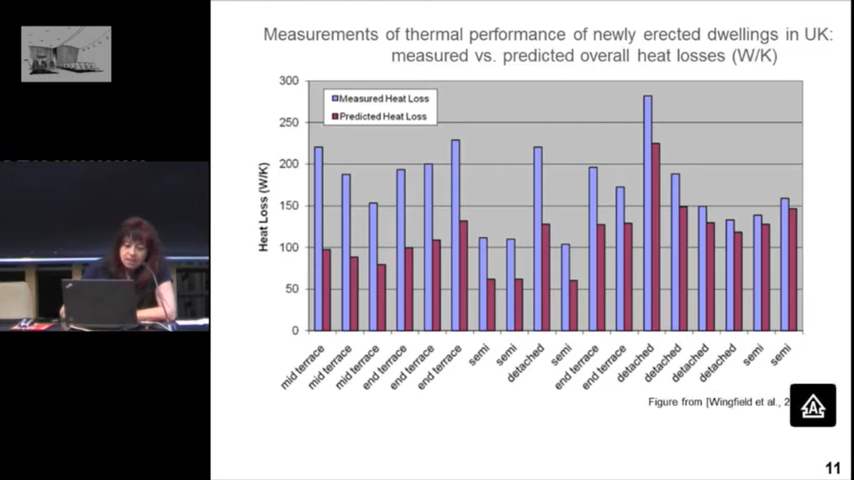 Measurements of thermal performance of newly erected dwellings in UK:
measured vs. predicted overall heat losses (W/K)
300
250
200
150
100
50
0
Heat Loss (W/K)
Measured Heat Loss
Predicted Heat Loss
mid terrace
mid terrace
mid terrace
end terrace
end terrace
end terrace
semi
semi
detached
semi
end terrace
end terrace
detached
detached
detached
detached
semi
semi
Figure from [Wingfield et al., 2
A
11